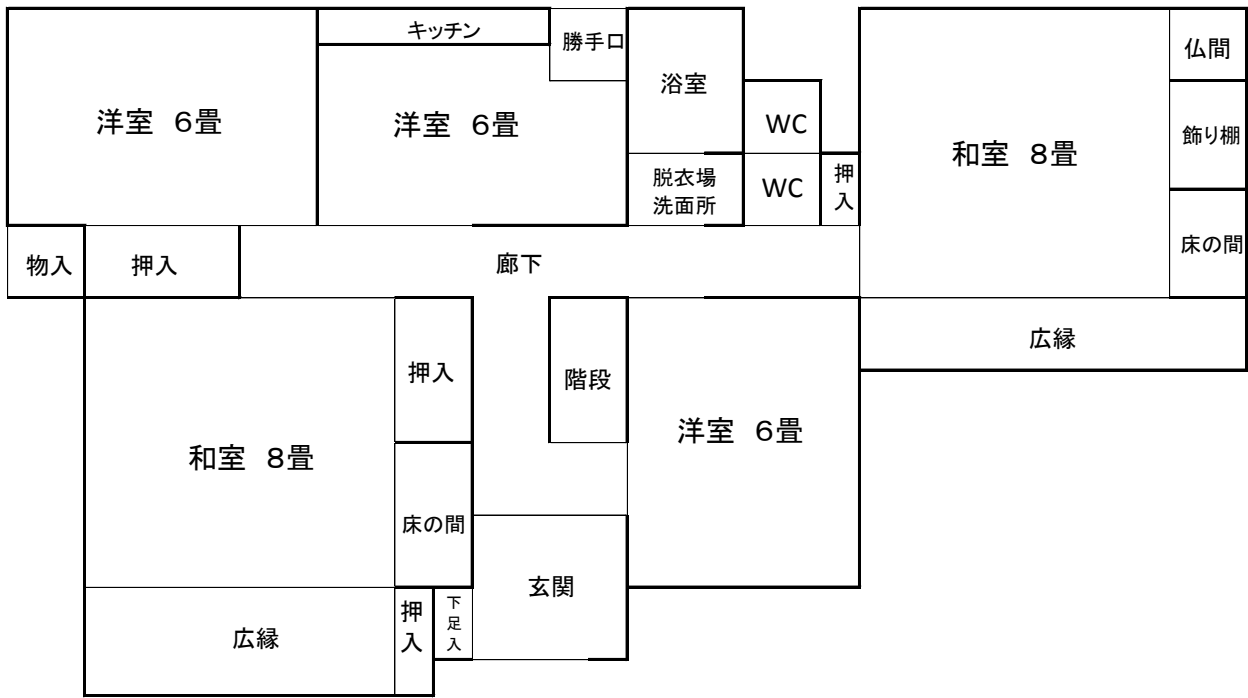 キッチン
勝手口
仏間
浴室
洋室 6畳
洋室 6畳
WC
和室 8畳
飾り棚
脱衣場
洗面所
WC
押
入
床の間
物入
押入
廊下
広縁
押入
階段
洋室 6畳
和室 8畳
床の間
玄関
押
入
下
足
入
広縁